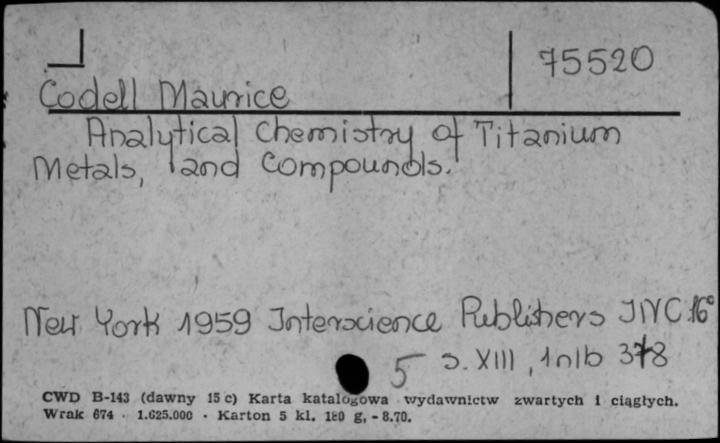 75520
Codell Maurice
Analytical Chemistry of Titanium
Metals, and Compounds.
New York 1959 Interscience Publishers INC. 16°
5 s. XIII, 1nlb 378
CWD B-143 (dawny 15 c) Karta katalogowa wydawnictw zwartych i ciągłych.
Wrak 674 · 1.625.000 · Karton 5 kl. 180 g, - 8.70.